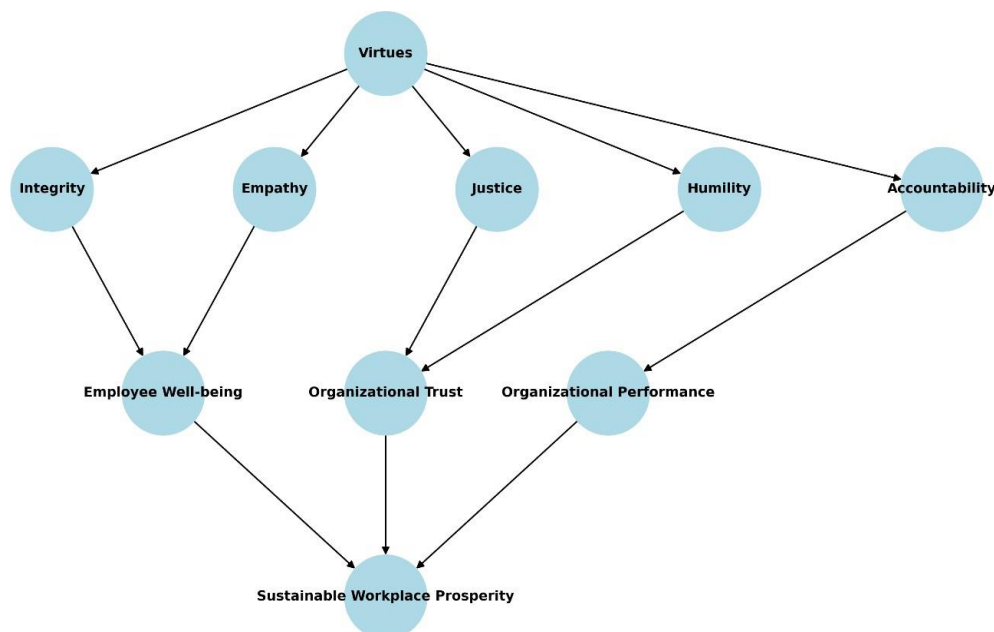 Virtues
Integrity
Empathy
Justice
Humility
Accountability
Employee Well-being
Organizational Trust
Organizational Performance
Sustainable Workplace Prosperity